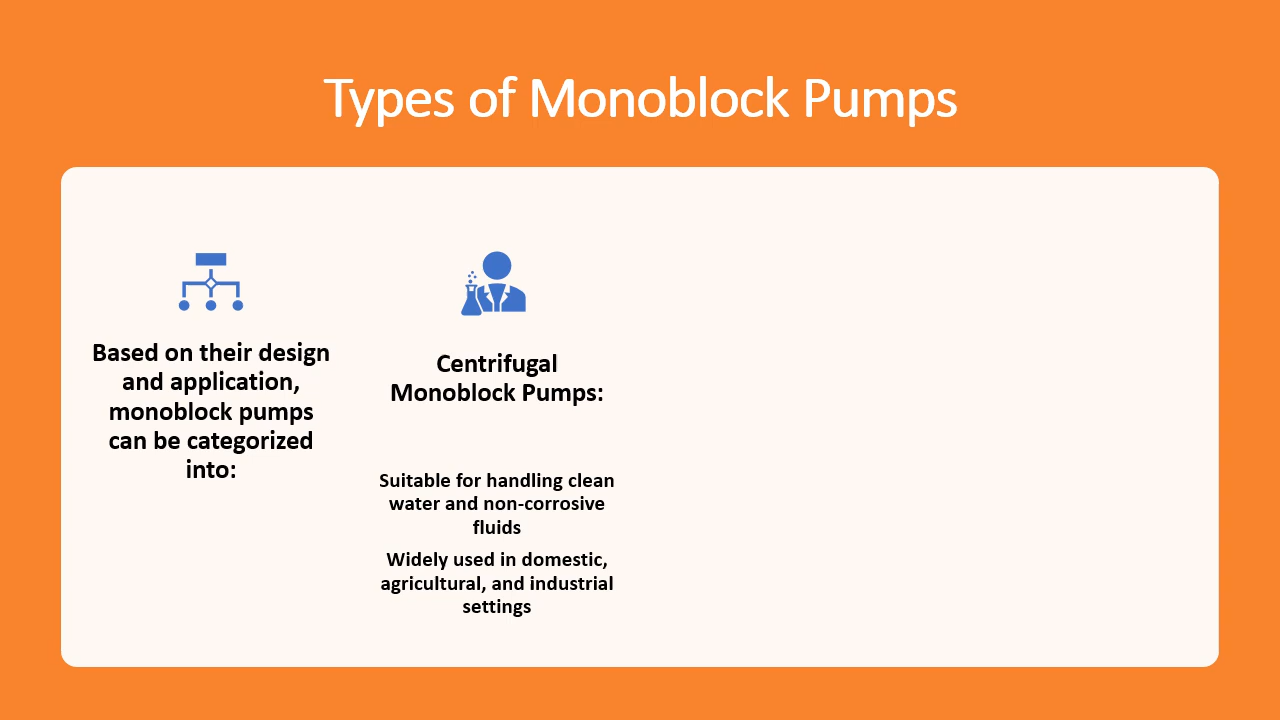 Types of Monoblock Pumps
Based on their design
and application,
monoblock pumps
can be categorized
into:
Centrifugal
Monoblock Pumps:
Suitable for handling clean
water and non-corrosive
fluids
Widely used in domestic,
agricultural, and industrial
settings